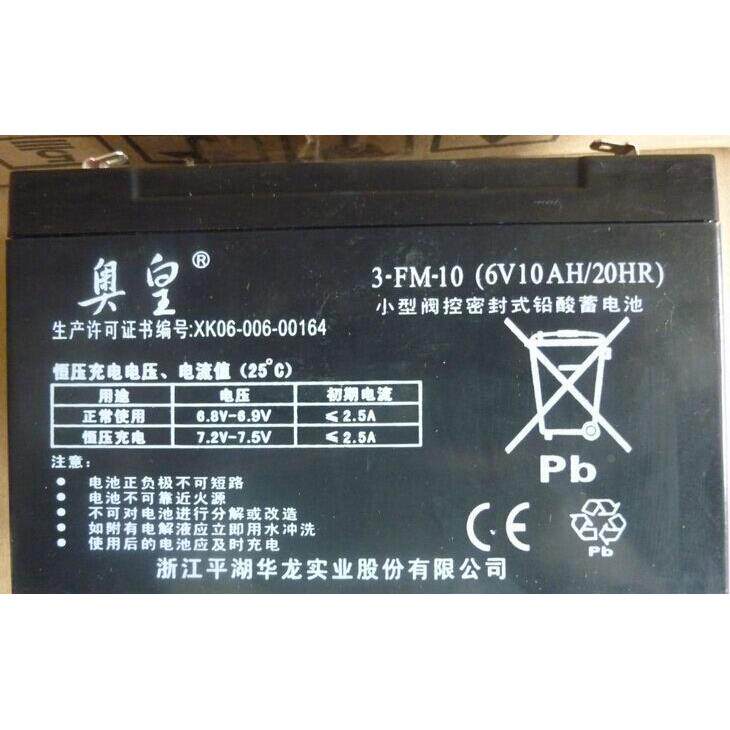 奥皇®
3-FM-10 (6V10AH/20HR)
小型阀控密封式铅酸蓄电池
生产许可证书编号:XK06-006-00164
恒压充电电压、电流值(25℃)
用途 电压 初期电流
正常使用 6.8V-6.9V ≤2.5A
恒压充电 7.2V-7.5V ≤2.5A
注意:
● 电池正负极不可短路
● 电池不可靠近火源
● 不可对电池进行分解或改造
● 如附有电解液应立即用水冲洗
● 使用后的电池应及时充电
Pb
CE
Pb
浙江平湖华龙实业股份有限公司